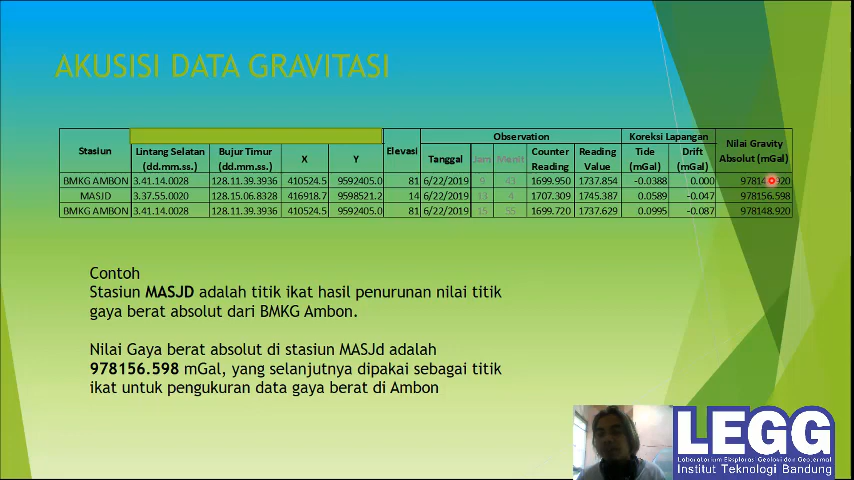 AKUSISI DATA GRAVITASI
Stasiun Elevasi Observation Koreksi Lapangan Nilai Gravity Absolut (mGal)
Lintang Selatan (dd.mm.ss.) Bujur Timur (dd.mm.ss.) X Y Tanggal Jam Menit Counter Reading Reading Value Tide (mGal) Drift (mGal)
BMKG AMBON 3.41.14.0028 128.11.39.3936 410524.5 9592405.0 81 6/22/2019 9 43 1699.950 1737.854 -0.0388 0.000
MASJD 3.37.55.0020 128.15.06.8328 416918.7 9598521.2 14 6/22/2019 13 4 1707.309 1745.387 0.0589 -0.047 978156.598
BMKG AMBON 3.41.14.0028 128.11.39.3936 410524.5 9592405.0 81 6/22/2019 15 55 1699.720 1737.629 0.0995 -0.087 978148.920
Contoh
Stasiun MASJD adalah titik ikat hasil penurunan nilai titik
gaya berat absolut dari BMKG Ambon.
Nilai Gaya berat absolut di stasiun MASJd adalah
978156.598 mGal, yang selanjutnya dipakai sebagai titik
ikat untuk pengukuran data gaya berat di Ambon
LEGG
Laboratorium Eksplorasi Geologi dan Geotermal
Institut Teknologi Bandung